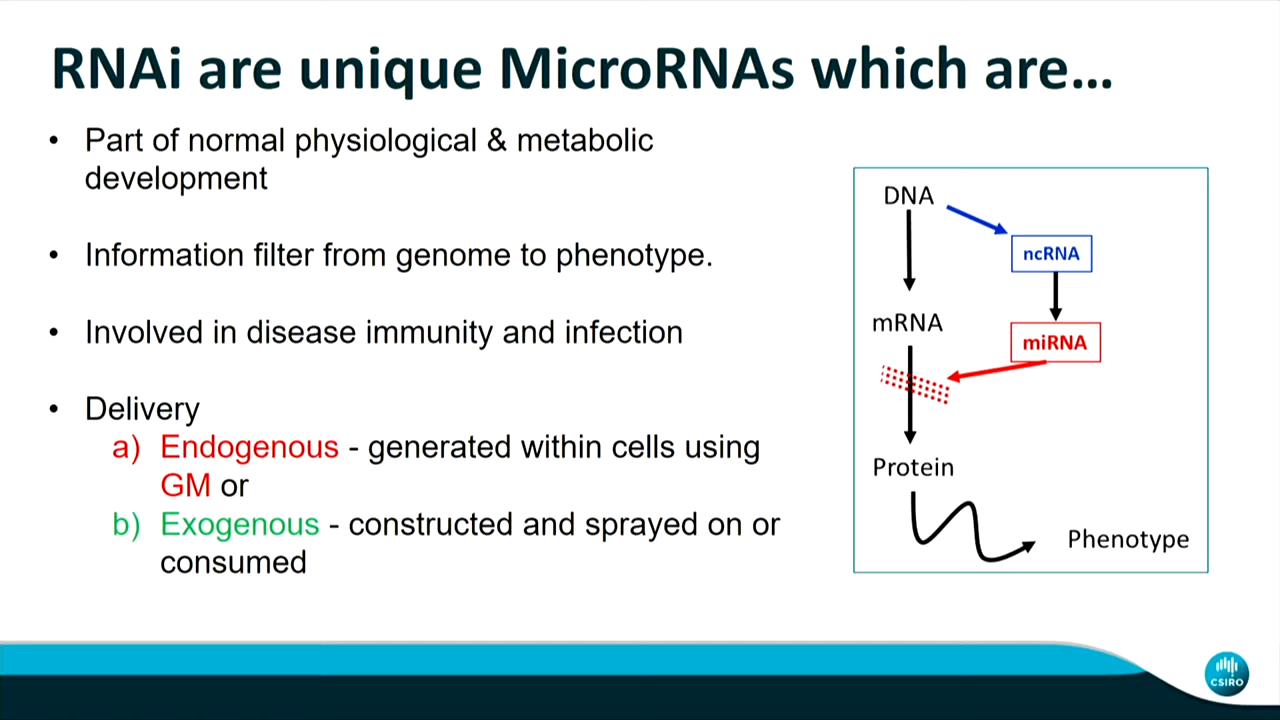 RNAi are unique MicroRNAs which are...
• Part of normal physiological & metabolic
development
• Information filter from genome to phenotype.
• Involved in disease immunity and infection
• Delivery
a) Endogenous - generated within cells using
GM or
b) Exogenous - constructed and sprayed on or
consumed
DNA
ncRNA
mRNA
miRNA
Protein
Phenotype
CSIRO